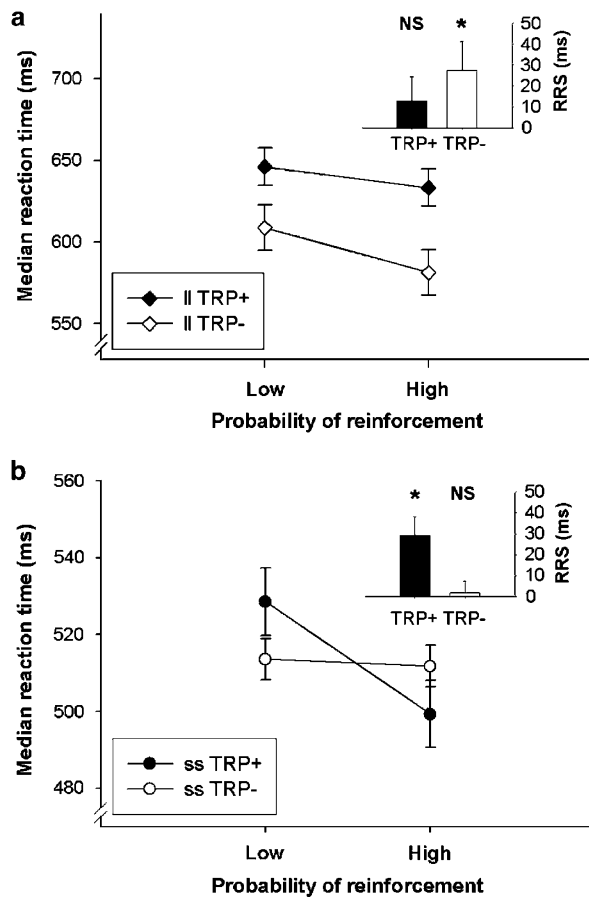 a
Median reaction time (ms)
700
650
600
550
NS *
50
40
30
20
10
0
RRS (ms)
TRP+ TRP-
ll TRP+
ll TRP-
Low High
Probability of reinforcement
b
Median reaction time (ms)
560
540
520
500
480
* NS
50
40
30
20
10
0
RRS (ms)
TRP+ TRP-
ss TRP+
ss TRP-
Low High
Probability of reinforcement